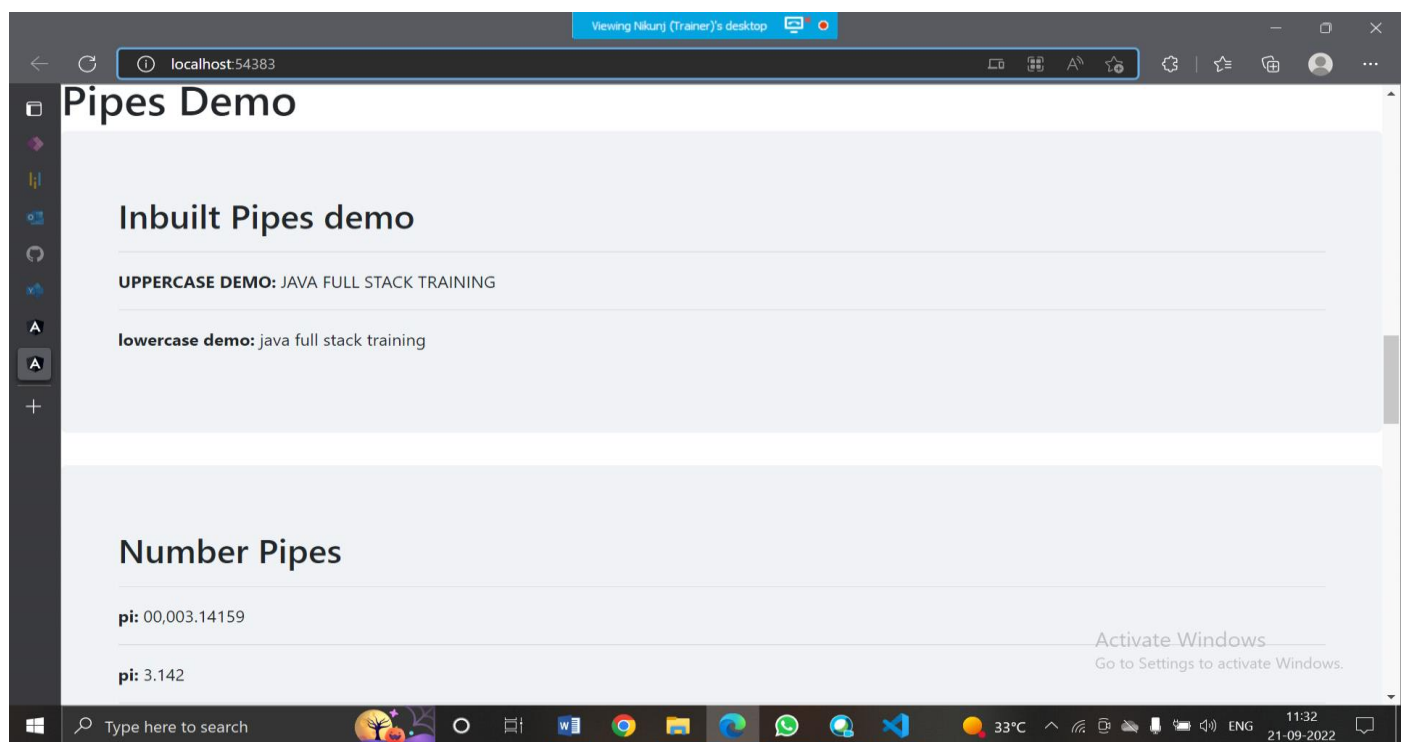 Viewing Nikunj (Trainer)'s desktop
localhost:54383
Pipes Demo
Inbuilt Pipes demo
UPPERCASE DEMO: JAVA FULL STACK TRAINING
lowercase demo: java full stack training
Number Pipes
pi: 00,003.14159
pi: 3.142
Activate Windows
Go to Settings to activate Windows.
Type here to search
33°C
ENG
11:32
21-09-2022